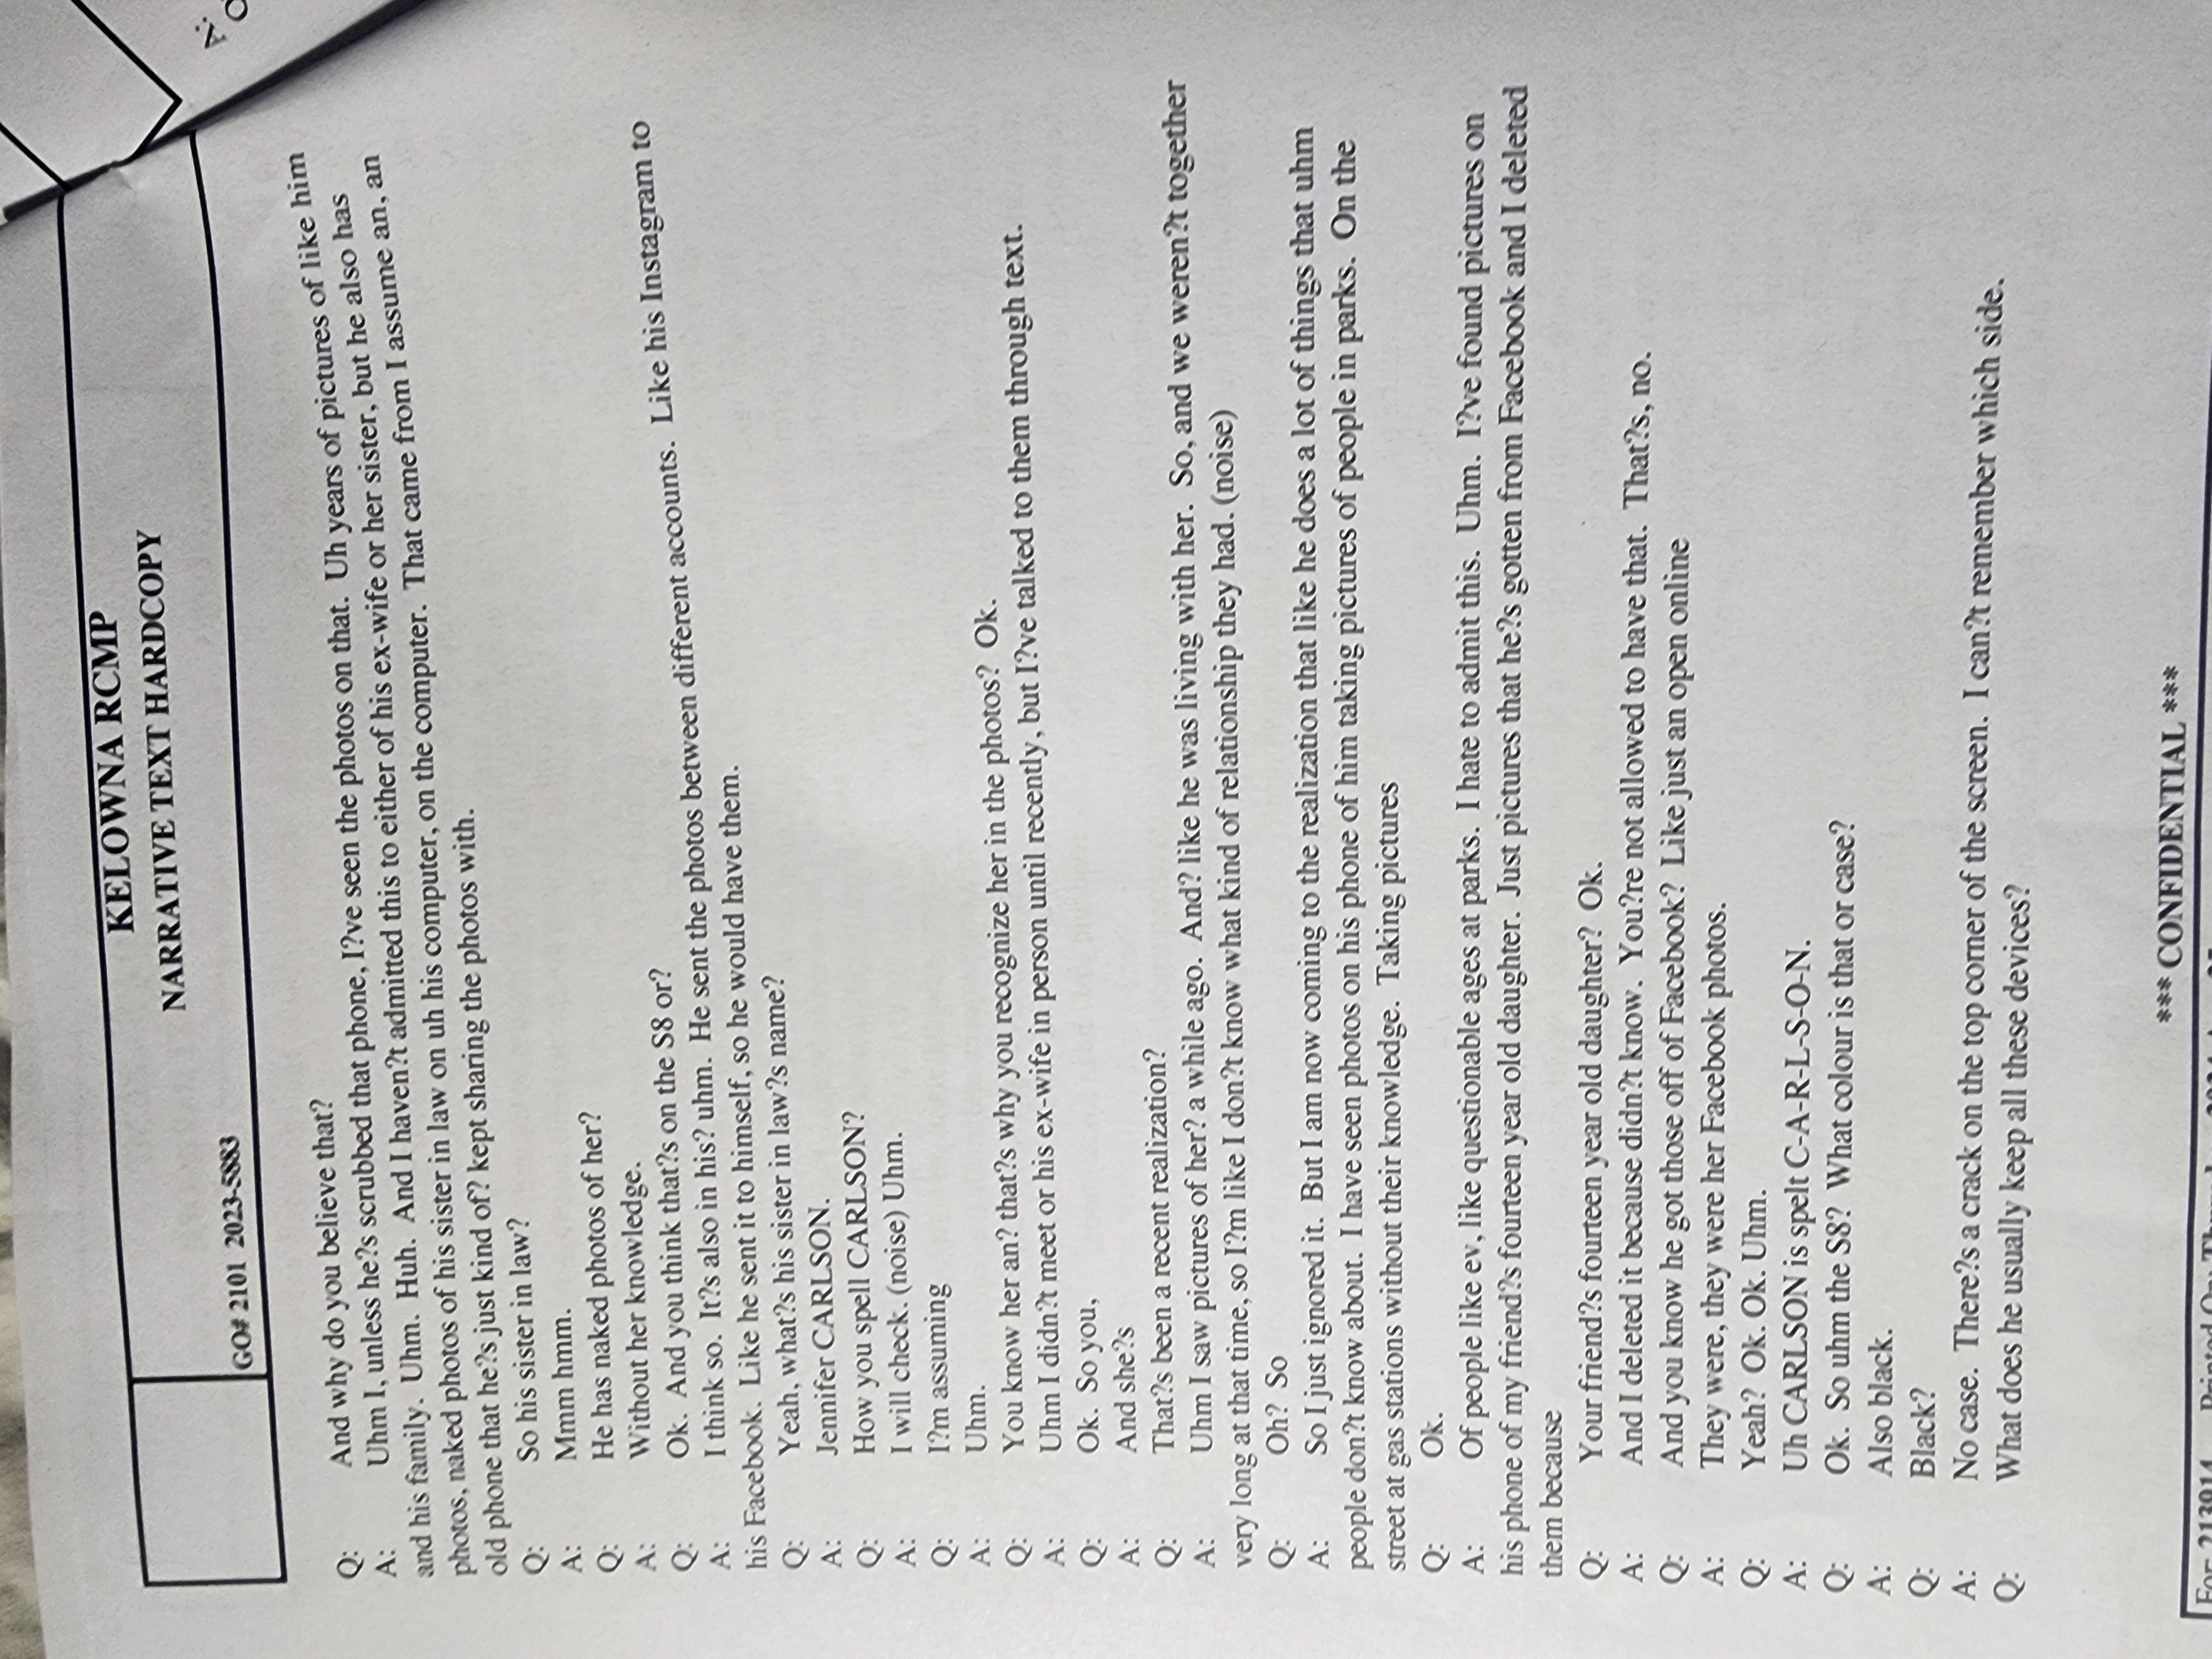 KELOWNA RCMP
NARRATIVE TEXT HARDCOPY
GO# 2101 2023-5883
Q: And why do you believe that?
A: Uhm I, unless he?s scrubbed that phone, I?ve seen the photos on that. Uh years of pictures of like him
and his family. Uhm. Huh. And I haven?t admitted this to either of his ex-wife or her sister, but he also has
photos, naked photos of his sister in law on uh his computer, on the computer. That came from I assume an, an
old phone that he?s just kind of? kept sharing the photos with.
Q: So his sister in law?
A: Mmm hmm.
Q: He has naked photos of her?
A: Without her knowledge.
Q: Ok. And you think that?s on the S8 or?
A: I think so. It?s also in his? uhm. He sent the photos between different accounts. Like his Instagram to
his Facebook. Like he sent it to himself, so he would have them.
Q: Yeah, what?s his sister in law?s name?
A: Jennifer CARLSON.
Q: How you spell CARLSON?
A: I will check. (noise) Uhm.
Q: I?m assuming
A: Uhm.
Q: You know her an? that?s why you recognize her in the photos? Ok.
A: Uhm I didn?t meet or his ex-wife in person until recently, but I?ve talked to them through text.
Q: Ok. So you,
A: And she?s
Q: That?s been a recent realization?
A: Uhm I saw pictures of her? a while ago. And? like he was living with her. So, and we weren?t together
very long at that time, so I?m like I don?t know what kind of relationship they had. (noise)
Q: Oh? So
A: So I just ignored it. But I am now coming to the realization that like he does a lot of things that uhm
people don?t know about. I have seen photos on his phone of him taking pictures of people in parks. On the
street at gas stations without their knowledge. Taking pictures
Q: Ok.
A: Of people like ev, like questionable ages at parks. I hate to admit this. Uhm. I?ve found pictures on
his phone of my friend?s fourteen year old daughter. Just pictures that he?s gotten from Facebook and I deleted
them because
Q: Your friend?s fourteen year old daughter? Ok.
A: And I deleted it because didn?t know. You?re not allowed to have that. That?s, no.
Q: And you know he got those off of Facebook? Like just an open online
A: They were, they were her Facebook photos.
Q: Yeah? Ok. Ok. Uhm.
A: Uh CARLSON is spelt C-A-R-L-S-O-N.
Q: Ok. So uhm the S8? What colour is that or case?
A: Also black.
Q: Black?
A: No case. There?s a crack on the top corner of the screen. I can?t remember which side.
Q: What does he usually keep all these devices?
*** CONFIDENTIAL ***
For: 213914 Printed On: Thursday